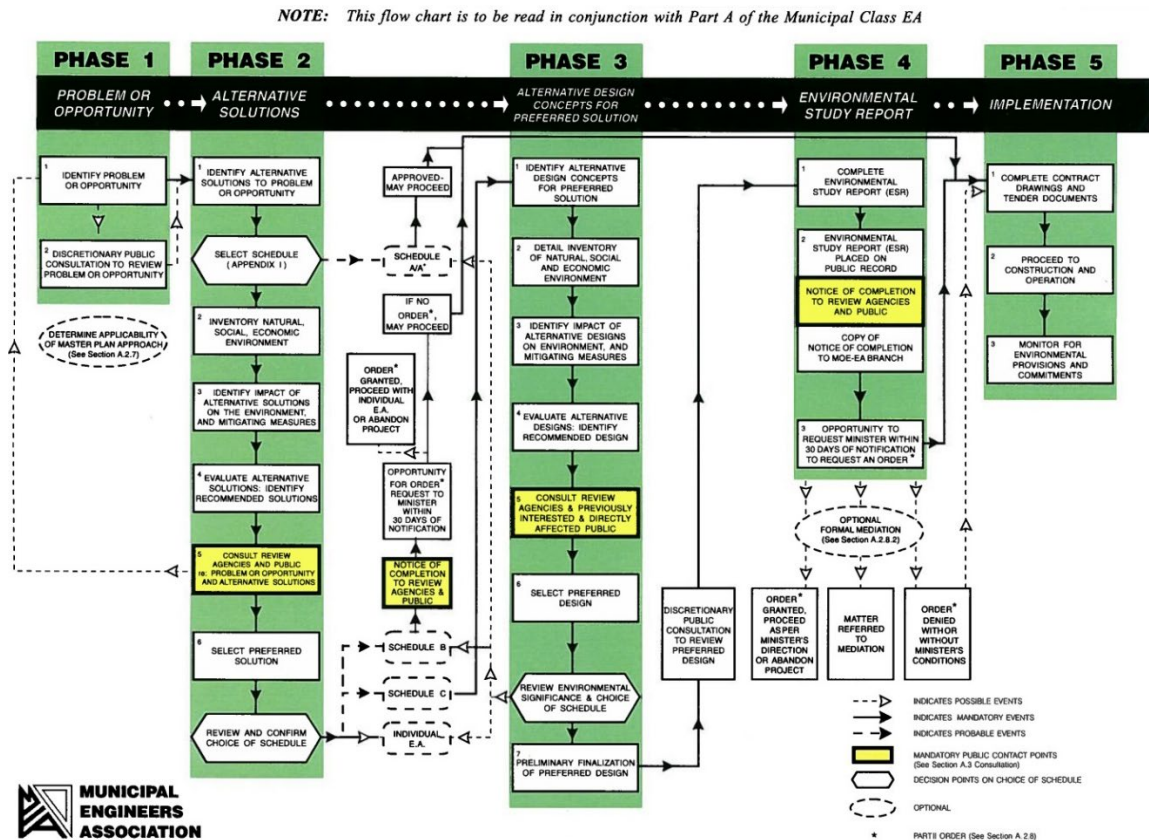 NOTE: This flow chart is to be read in conjunction with Part A of the Municipal Class EA
PHASE 1
PROBLEM OR
OPPORTUNITY
1
IDENTIFY PROBLEM
OR OPPORTUNITY
2
DISCRETIONARY PUBLIC
CONSULTATION TO REVIEW
PROBLEM OR OPPORTUNITY
DETERMINE APPLICABILITY
OF MASTER PLAN APPROACH
(See Section A.2.7)
PHASE 2
ALTERNATIVE
SOLUTIONS
1
IDENTIFY ALTERNATIVE
SOLUTIONS TO PROBLEM
OR OPPORTUNITY
SELECT SCHEDULE
(APPENDIX I)
2
INVENTORY NATURAL,
SOCIAL, ECONOMIC
ENVIRONMENT
3
IDENTIFY IMPACT OF
ALTERNATIVE SOLUTIONS
ON THE ENVIRONMENT,
AND MITIGATING MEASURES
4
EVALUATE ALTERNATIVE
SOLUTIONS: IDENTIFY
RECOMMENDED SOLUTIONS
5
CONSULT REVIEW
AGENCIES AND PUBLIC
re: PROBLEM OR OPPORTUNITY
AND ALTERNATIVE SOLUTIONS
6
SELECT PREFERRED
SOLUTION
REVIEW AND CONFIRM
CHOICE OF SCHEDULE
APPROVED-
MAY PROCEED
SCHEDULE
A/A+
IF NO
ORDER*,
MAY PROCEED
ORDER*
GRANTED,
PROCEED WITH
INDIVIDUAL
E.A.
OR ABANDON
PROJECT
OPPORTUNITY
FOR ORDER*
REQUEST TO
MINISTER
WITHIN
30 DAYS OF
NOTIFICATION
NOTICE OF
COMPLETION
TO REVIEW
AGENCIES &
PUBLIC
SCHEDULE B
SCHEDULE C
INDIVIDUAL
E.A.
PHASE 3
ALTERNATIVE DESIGN
CONCEPTS FOR
PREFERRED SOLUTION
1
IDENTIFY ALTERNATIVE
DESIGN CONCEPTS
FOR PREFERRED
SOLUTION
2
DETAIL INVENTORY
OF NATURAL, SOCIAL
AND ECONOMIC
ENVIRONMENT
3
IDENTIFY IMPACT OF
ALTERNATIVE DESIGNS
ON ENVIRONMENT, AND
MITIGATING MEASURES
4
EVALUATE ALTERNATIVE
DESIGNS: IDENTIFY
RECOMMENDED DESIGN
5
CONSULT REVIEW
AGENCIES & PREVIOUSLY
INTERESTED & DIRECTLY
AFFECTED PUBLIC
6
SELECT PREFERRED
DESIGN
REVIEW ENVIRONMENTAL
SIGNIFICANCE & CHOICE
OF SCHEDULE
7
PRELIMINARY FINALIZATION
OF PREFERRED DESIGN
DISCRETIONARY
PUBLIC
CONSULTATION
TO REVIEW
PREFERRED
DESIGN
PHASE 4
ENVIRONMENTAL
STUDY REPORT
1
COMPLETE
ENVIRONMENTAL
STUDY REPORT (ESR)
2
ENVIRONMENTAL
STUDY REPORT (ESR)
PLACED ON
PUBLIC RECORD
NOTICE OF COMPLETION
TO REVIEW AGENCIES
AND PUBLIC
COPY OF
NOTICE OF COMPLETION
TO MOE-EA BRANCH
3
OPPORTUNITY TO
REQUEST MINISTER WITHIN
30 DAYS OF NOTIFICATION
TO REQUEST AN ORDER*
OPTIONAL
FORMAL MEDIATION
(See Section A.2.8.2)
ORDER*
GRANTED,
PROCEED AS PER
MINISTER'S
DIRECTION
OR ABANDON
PROJECT
MATTER
REFERRED
TO
MEDIATION
ORDER*
DENIED
WITH OR
WITHOUT
MINISTER'S
CONDITIONS
PHASE 5
IMPLEMENTATION
1
COMPLETE CONTRACT
DRAWINGS AND
TENDER DOCUMENTS
2
PROCEED TO
CONSTRUCTION AND
OPERATION
3
MONITOR FOR
ENVIRONMENTAL
PROVISIONS AND
COMMITMENTS
INDICATES POSSIBLE EVENTS
INDICATES MANDATORY EVENTS
INDICATES PROBABLE EVENTS
MANDATORY PUBLIC CONTACT POINTS
(See Section A.3 Consultation)
DECISION POINTS ON CHOICE OF SCHEDULE
OPTIONAL
* PART II ORDER (See Section A.2.8)
MUNICIPAL
ENGINEERS
ASSOCIATION